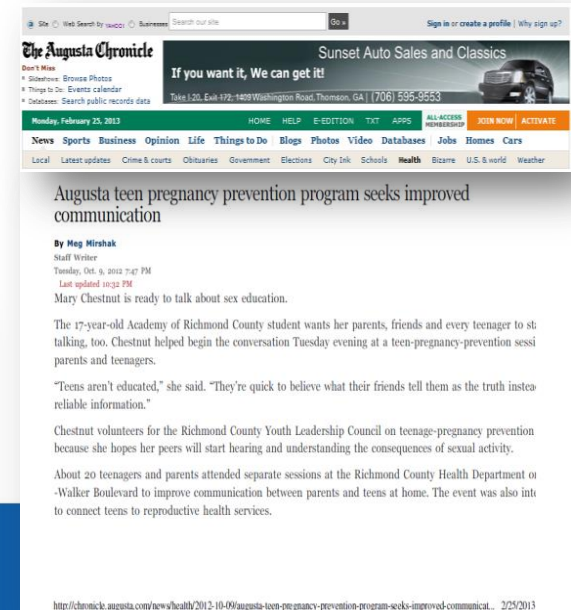 Site Web Search by YAHOO! Businesses Search our site Go » Sign in or create a profile | Why sign up?
The Augusta Chronicle
Don't Miss
Slideshows: Browse Photos
Things to Do: Events calendar
Databases: Search public records data
Sunset Auto Sales and Classics
If you want it, We can get it!
Take I-20, Exit 172, 1409 Washington Road, Thomson, GA | (706) 595-9553
Monday, February 25, 2013 HOME HELP E-EDITION TXT APPS ALL-ACCESS MEMBERSHIP JOIN NOW ACTIVATE
News Sports Business Opinion Life Things to Do Blogs Photos Video Databases Jobs Homes Cars
Local Latest updates Crime & courts Obituaries Government Elections City Ink Schools Health Bizarre U.S. & world Weather
Augusta teen pregnancy prevention program seeks improved
communication
By Meg Mirshak
Staff Writer
Tuesday, Oct. 9, 2012 7:47 PM
Last updated 10:32 PM
Mary Chestnut is ready to talk about sex education.
The 17-year-old Academy of Richmond County student wants her parents, friends and every teenager to
talking, too. Chestnut helped begin the conversation Tuesday evening at a teen-pregnancy-prevention sessi
parents and teenagers.
“Teens aren’t educated,” she said. “They’re quick to believe what their friends tell them as the truth instea
reliable information.”
Chestnut volunteers for the Richmond County Youth Leadership Council on teenage-pregnancy prevention
because she hopes her peers will start hearing and understanding the consequences of sexual activity.
About 20 teenagers and parents attended separate sessions at the Richmond County Health Department
-Walker Boulevard to improve communication between parents and teens at home. The event was also
to connect teens to reproductive health services.
http://chronicle.augusta.com/news/health/2012-10-09/augusta-teen-pregnancy-prevention-program-seeks-improved-communicat... 2/25/2013